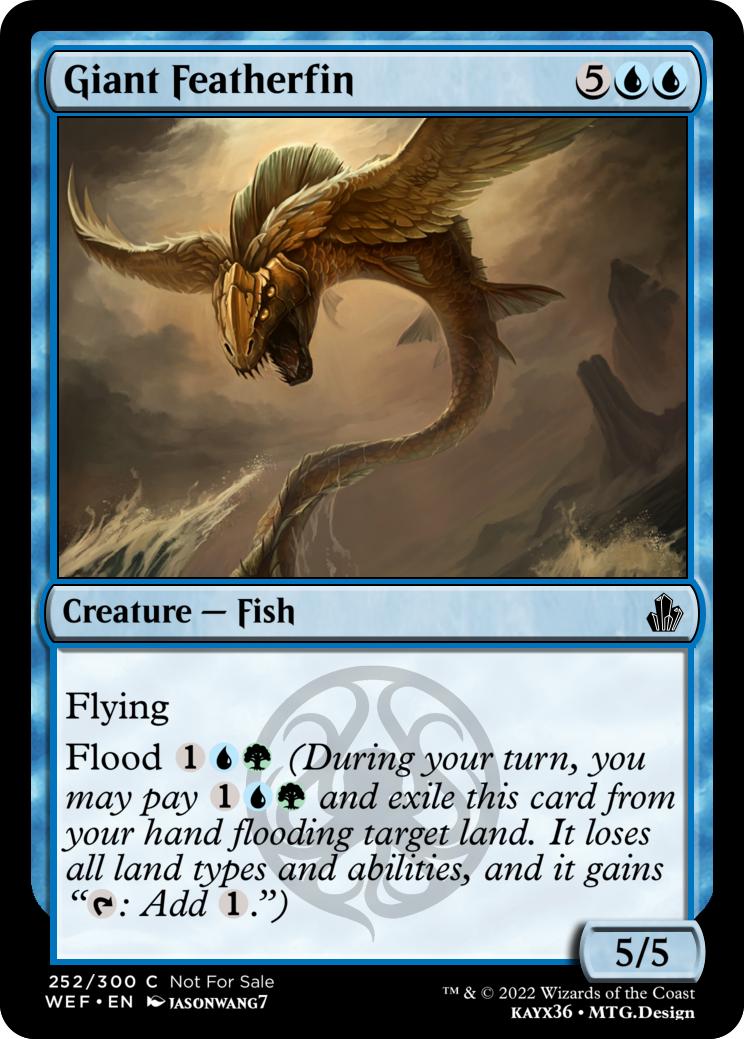 Giant Featherfin 5
Creature — Fish
Flying
Flood 1 (During your turn, you
may pay 1 and exile this card from
your hand flooding target land. It loses
all land types and abilities, and it gains
“: Add 1.”)
5/5
252/300 C Not For Sale
WEF • EN JASONWANG7
™ & © 2022 Wizards of the Coast
KAYX36 • MTG.Design